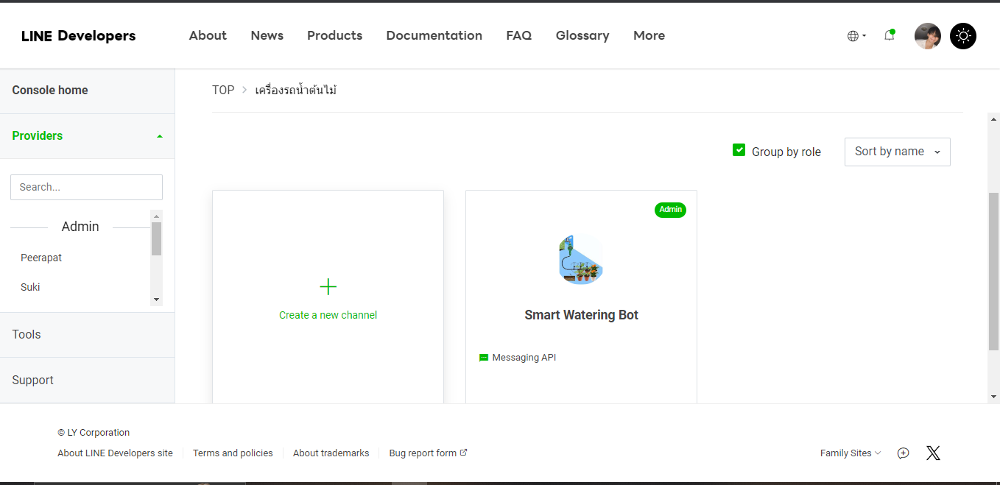 LINE Developers About News Products Documentation FAQ Glossary More
Console home
Providers
Search...
Admin
Peerapat
Suki
Tools
Support
TOP > เครื่องรถน้ำต้นไม้
Group by role
Sort by name
Create a new channel
Admin
Smart Watering Bot
Messaging API
© LY Corporation
About LINE Developers site Terms and policies About trademarks Bug report form Family Sites